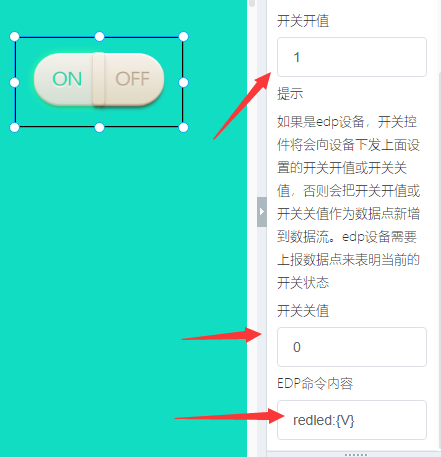 ON OFF
开关开值
1
提示
如果是edp设备，开关控
件将会向设备下发上面设
置的开关开值或开关关
值，否则会把开关开值或
开关关值作为数据点新增
到数据流。edp设备需要
上报数据点来表明当前的
开关状态
开关关值
0
EDP命令内容
redled:{V}